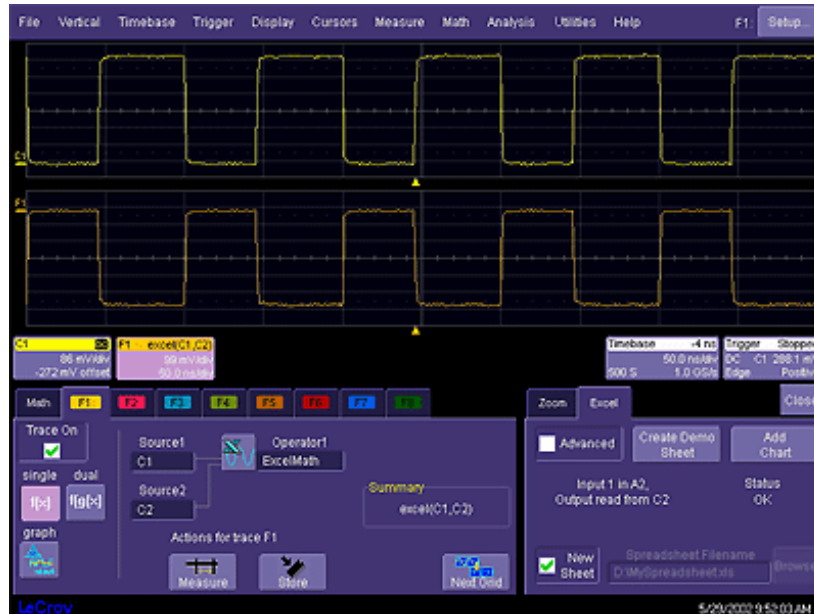 File Vertical Timebase Trigger Display Cursors Measure Math Analysis Utilities Help F1: Setup...
C1
F1
C1 DC
86 mV/div
-272 mV offset
F1 excel(C1,C2)
99 mV/div
50.0 ns/div
Timebase -4 ns
50.0 ns/div
500 S 1.0 GS/s
Trigger Stopped
DC C1 288.1 mV
Edge Positiv
Math F1 F2 F3 F4 F5 F6 F7 F8
Zoom Excel Close
Trace On
single dual
f(x) f(g(x))
graph
Source1
C1
Source2
C2
Operator1
ExcelMath
Summary
excel(C1,C2)
Actions for trace F1
Measure
Store
Next Grid
Advanced
Create Demo Sheet
Add Chart
Input 1 in A2,
Output read from C2
Status
OK
New Sheet
Spreadsheet Filename
D:\MySpreadsheet.xls
Browse
LeCroy
5/29/2002 9:52:03 AM